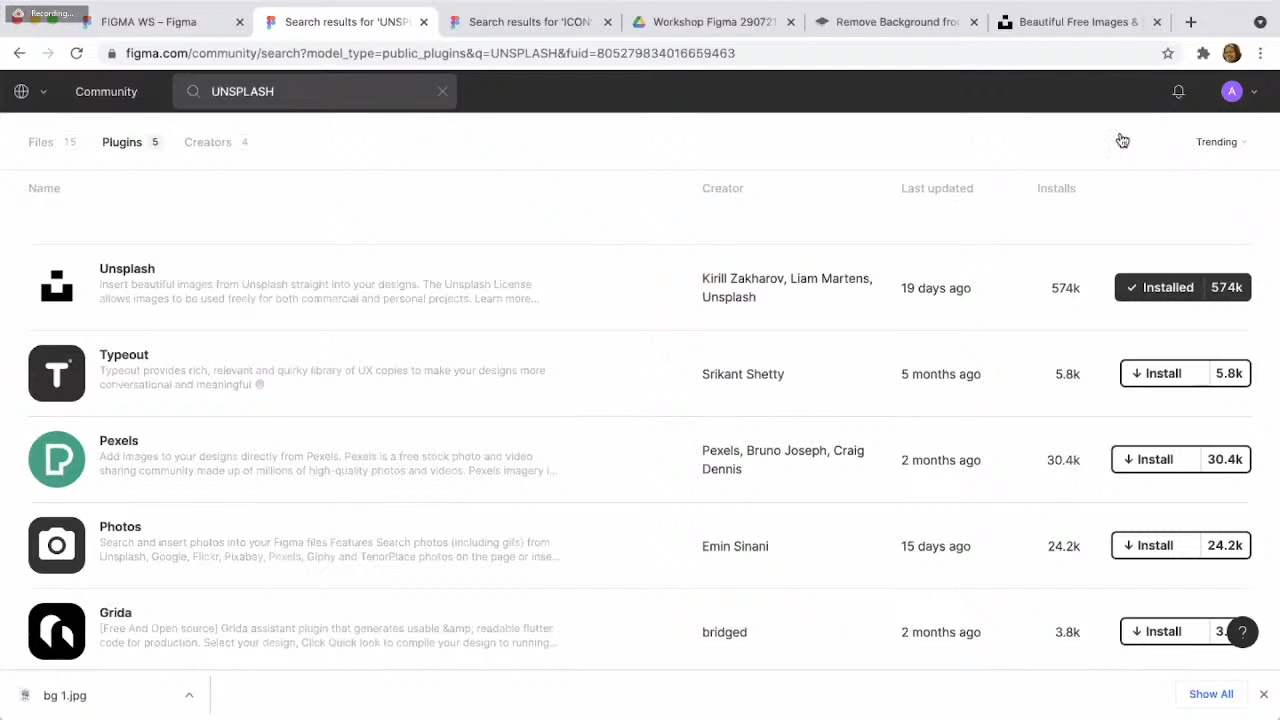 Recording...
FIGMA WS – Figma
Search results for 'UNSPL
Search results for 'ICON'
Workshop Figma 290721
Remove Background fro
Beautiful Free Images &
figma.com/community/search?model_type=public_plugins&q=UNSPLASH&fuid=805279834016659463
Community
UNSPLASH
A
Files 15
Plugins 5
Creators 4
Trending
Name
Creator
Last updated
Installs
Unsplash
Insert beautiful images from Unsplash straight into your designs. The Unsplash License
allows images to be used freely for both commercial and personal projects. Learn more...
Kirill Zakharov, Liam Martens,
Unsplash
19 days ago
574k
Installed 574k
T
Typeout
Typeout provides rich, relevant and quirky library of UX copies to make your designs more
conversational and meaningful
Srikant Shetty
5 months ago
5.8k
Install 5.8k
Pexels
Add images to your designs directly from Pexels. Pexels is a free stock photo and video
sharing community made up of millions of high-quality photos and videos. Pexels imagery i...
Pexels, Bruno Joseph, Craig
Dennis
2 months ago
30.4k
Install 30.4k
Photos
Search and insert photos into your Figma files Features Search photos (including gifs) from
Unsplash, Google, Flickr, Pixabay, Pexels, Giphy and TenorPlace photos on the page or inse...
Emin Sinani
15 days ago
24.2k
Install 24.2k
Grida
[Free And Open source] Grida assistant plugin that generates usable &amp; readable flutter
code for production. Select your design, Click Quick look to compile your design to running...
bridged
2 months ago
3.8k
Install 3.
?
bg 1.jpg
Show All